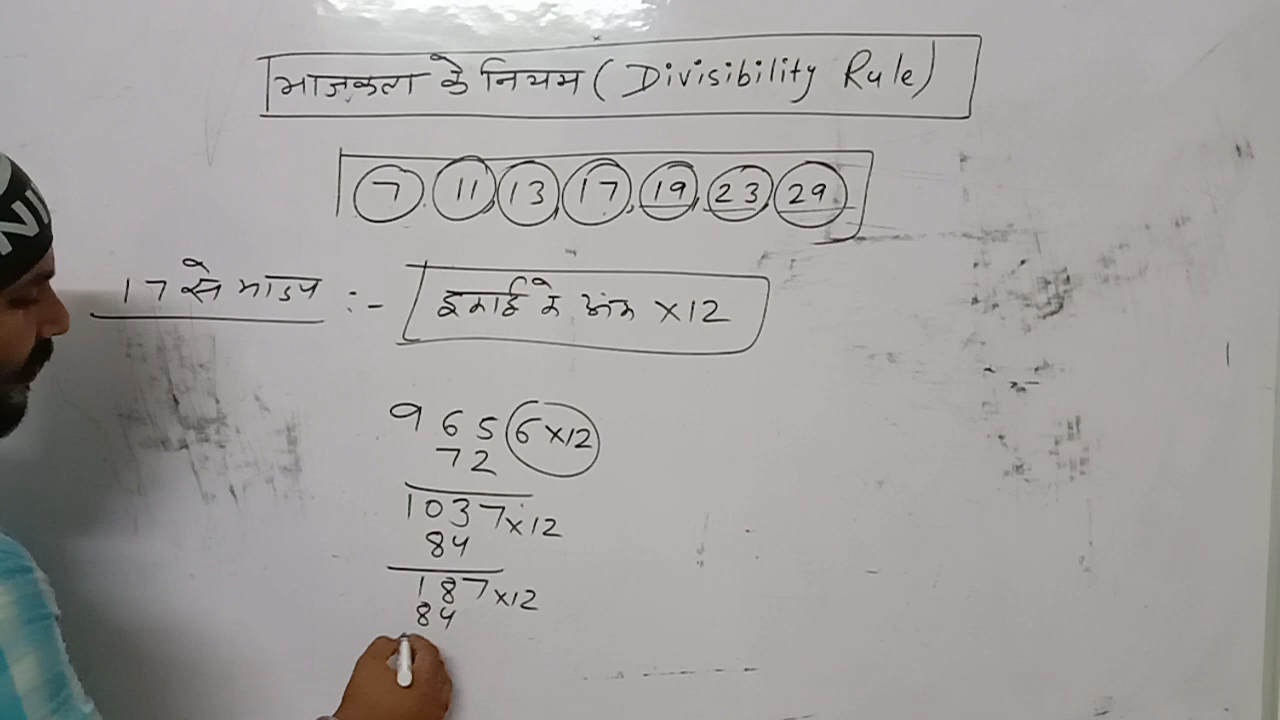 भाजकता के नियम ( Divisibility Rule)
7, 11, 13, 17, 19, 23, 29
17 से भाज्य :- इकाई के अंक ×12
965 6×12
72
1037×12
84
187×12
84